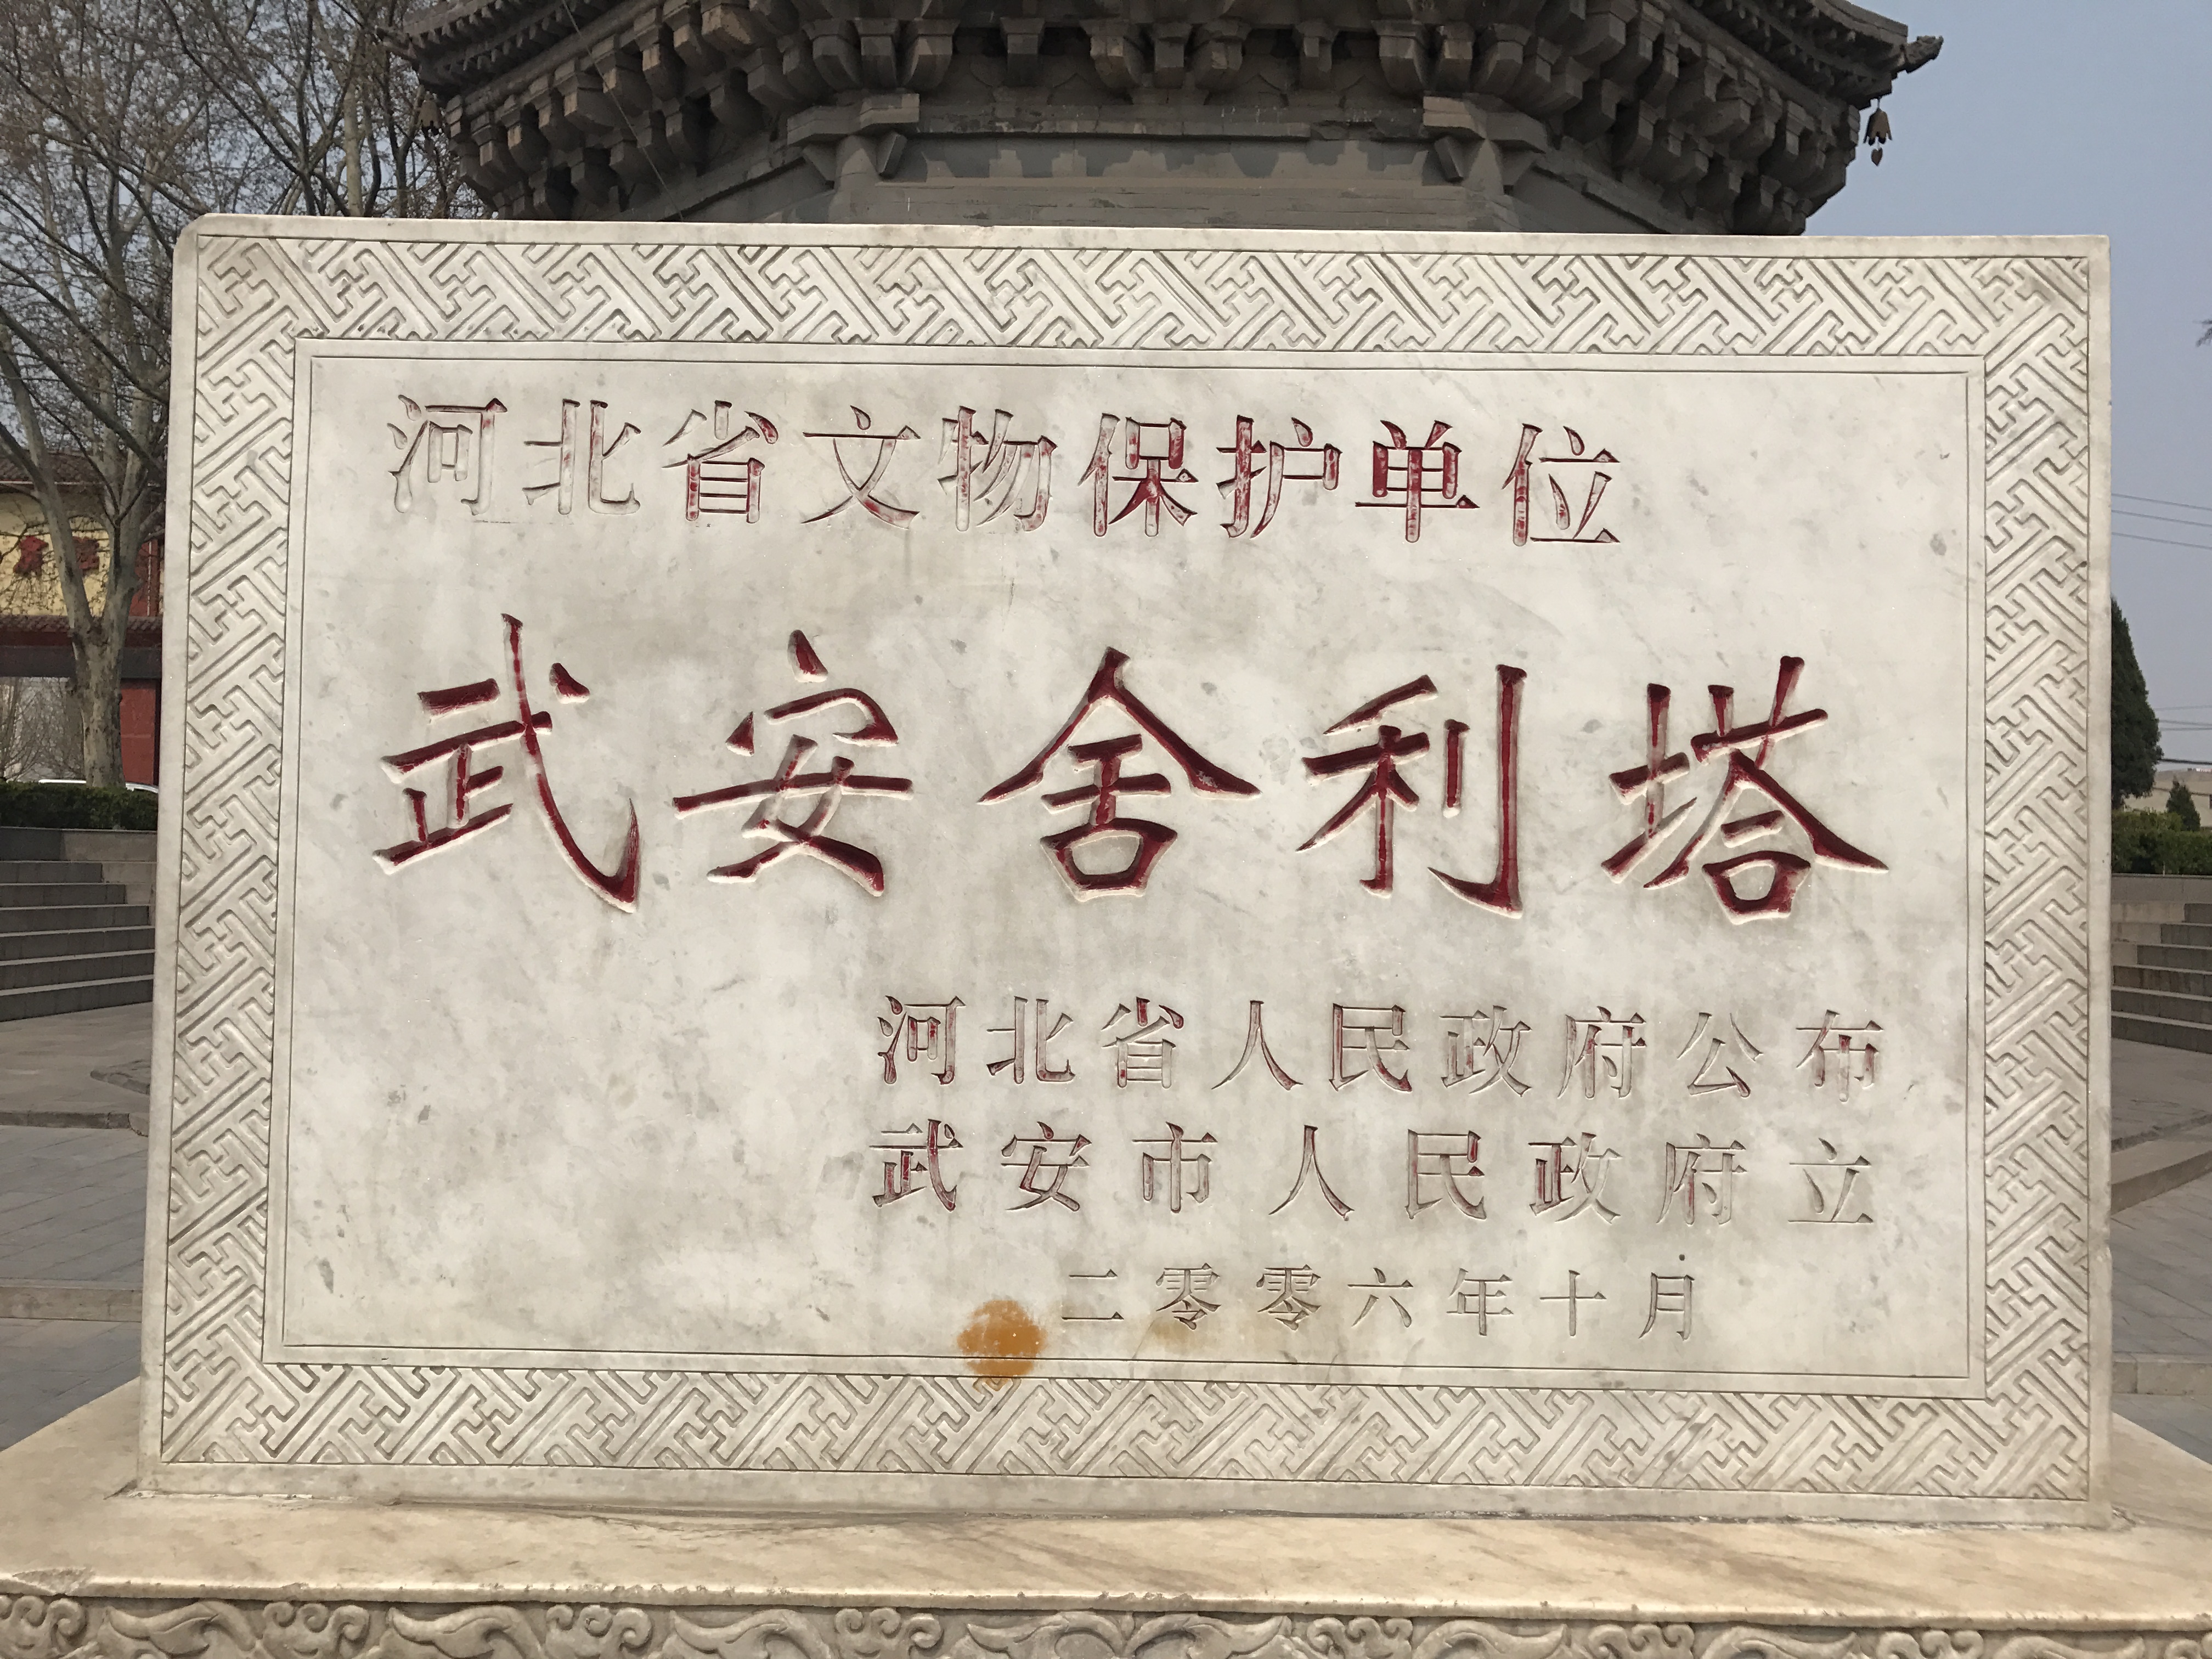 河北省文物保护单位
武安舍利塔
河北省人民政府公布
武安市人民政府立
二零零六年十月